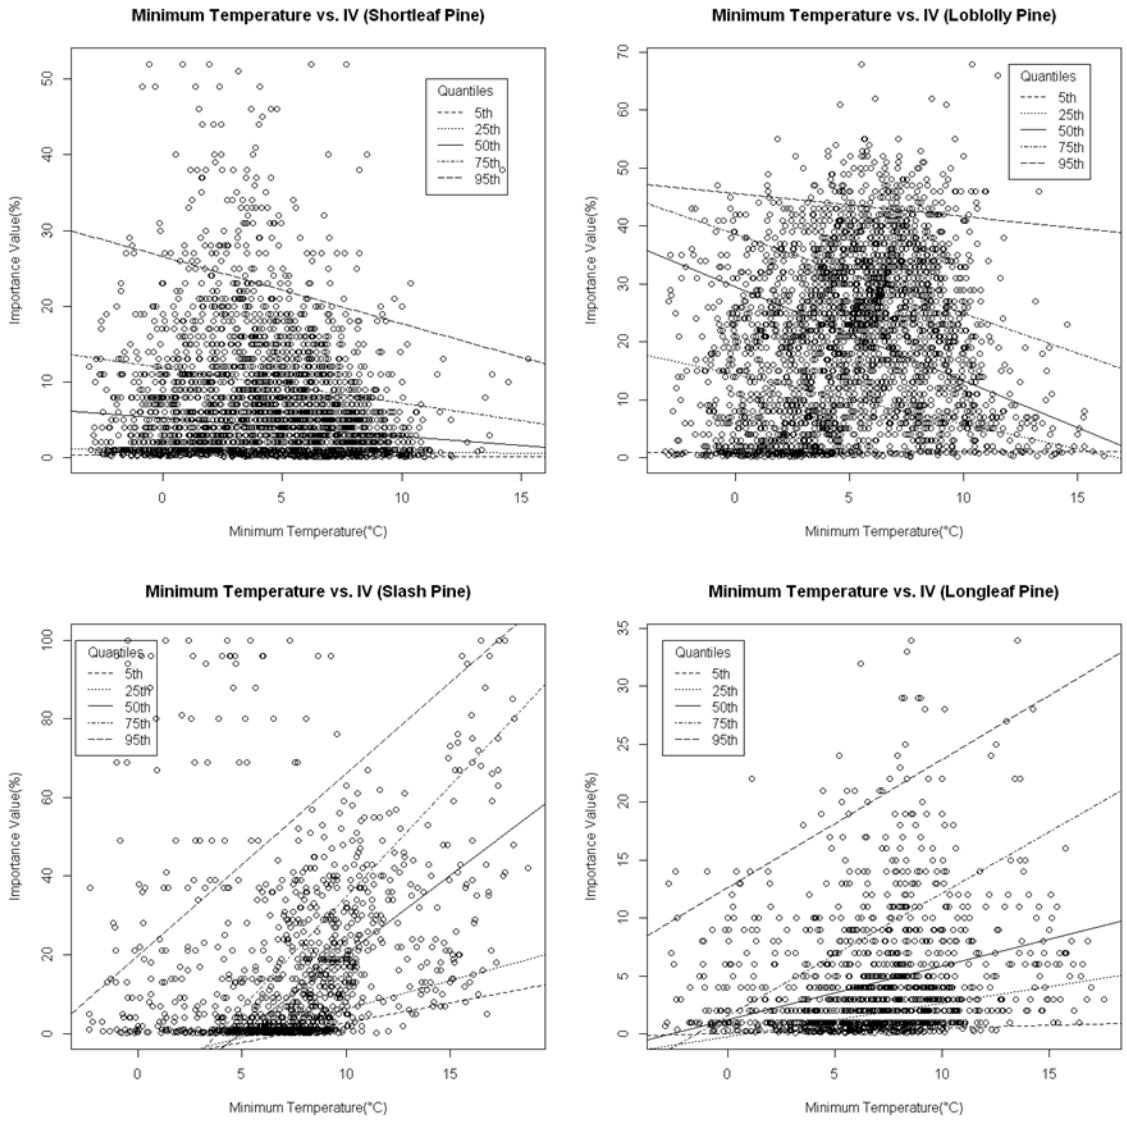 Minimum Temperature vs. IV (Shortleaf Pine)
Importance Value(%)
50
40
30
20
10
0
Quantiles
5th
25th
50th
75th
95th
0 5 10 15
Minimum Temperature(°C)
Minimum Temperature vs. IV (Loblolly Pine)
Importance Value(%)
70
60
50
40
30
20
10
0
Quantiles
5th
25th
50th
75th
95th
0 5 10 15
Minimum Temperature(°C)
Minimum Temperature vs. IV (Slash Pine)
Importance Value(%)
100
80
60
40
20
0
Quantiles
5th
25th
50th
75th
95th
0 5 10 15
Minimum Temperature(°C)
Minimum Temperature vs. IV (Longleaf Pine)
Importance Value(%)
35
30
25
20
15
10
5
0
Quantiles
5th
25th
50th
75th
95th
0 5 10 15
Minimum Temperature(°C)